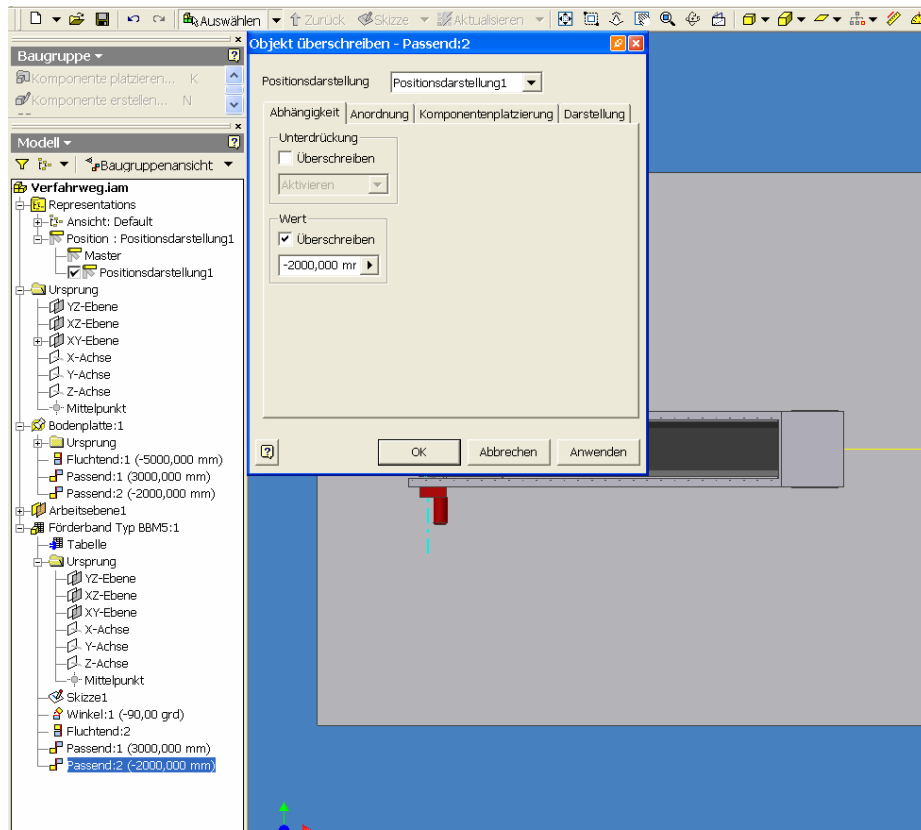 Auswählen
Zurück
Skizze
Aktualisieren
Baugruppe
Komponente platzieren... K
Komponente erstellen... N
Modell
Baugruppenansicht
Verfahrweg.iam
Representations
Ansicht: Default
Position : Positionsdarstellung1
Master
Positionsdarstellung1
Ursprung
YZ-Ebene
XZ-Ebene
XY-Ebene
X-Achse
Y-Achse
Z-Achse
Mittelpunkt
Bodenplatte:1
Ursprung
Fluchtend:1 (-5000,000 mm)
Passend:1 (3000,000 mm)
Passend:2 (-2000,000 mm)
Arbeitsebene1
Förderband Typ BBM5:1
Tabelle
Ursprung
YZ-Ebene
XZ-Ebene
XY-Ebene
X-Achse
Y-Achse
Z-Achse
Mittelpunkt
Skizze1
Winkel:1 (-90,00 grd)
Fluchtend:2
Passend:1 (3000,000 mm)
Passend:2 (-2000,000 mm)
Objekt überschreiben - Passend:2
Positionsdarstellung Positionsdarstellung1
Abhängigkeit Anordnung Komponentenplatzierung Darstellung
Unterdrückung
Überschreiben
Aktivieren
Wert
Überschreiben
-2000,000 mr
OK Abbrechen Anwenden